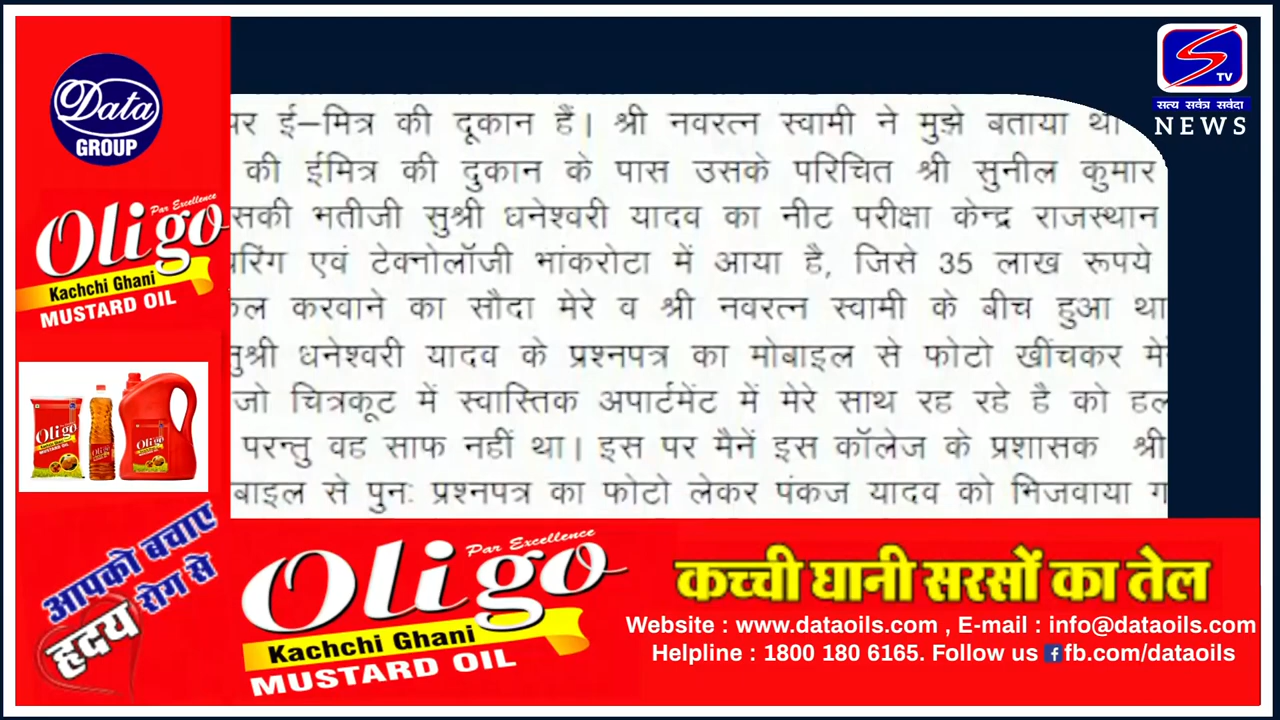 Data
GROUP
Par Excellence
Oligo
Kachchi Ghani
MUSTARD OIL
आपको बचाए
हृदय रोग से
S TV
सत्य सर्वत्र सर्वदा
NEWS
पर ई–मित्र की दूकान हैं। श्री नवरत्न स्वामी ने मुझे बताया था
की ईमित्र की दुकान के पास उसके परिचित श्री सुनील कुमार
सकी भतीजी सुश्री धनेश्वरी यादव का नीट परीक्षा केन्द्र राजस्थान
रिंग एवं टेक्नोलॉजी भांकरोटा में आया है, जिसे 35 लाख रूपये
करवाने का सौदा मेरे व श्री नवरत्न स्वामी के बीच हुआ था
सुश्री धनेश्वरी यादव के प्रश्नपत्र का मोबाइल से फोटो खींचकर
जो चित्रकूट में स्वास्तिक अपार्टमेंट में मेरे साथ रह रहे है को
परन्तु वह साफ नहीं था। इस पर मैनें इस कॉलेज के प्रशासक श्री
बाइल से पुनः प्रश्नपत्र का फोटो लेकर पंकज यादव को भिजवाया
Par Excellence
Oligo
Kachchi Ghani
MUSTARD OIL
कच्ची घानी सरसों का तेल
Website : www.dataoils.com , E-mail : info@dataoils.com
Helpline : 1800 180 6165. Follow us f fb.com/dataoils